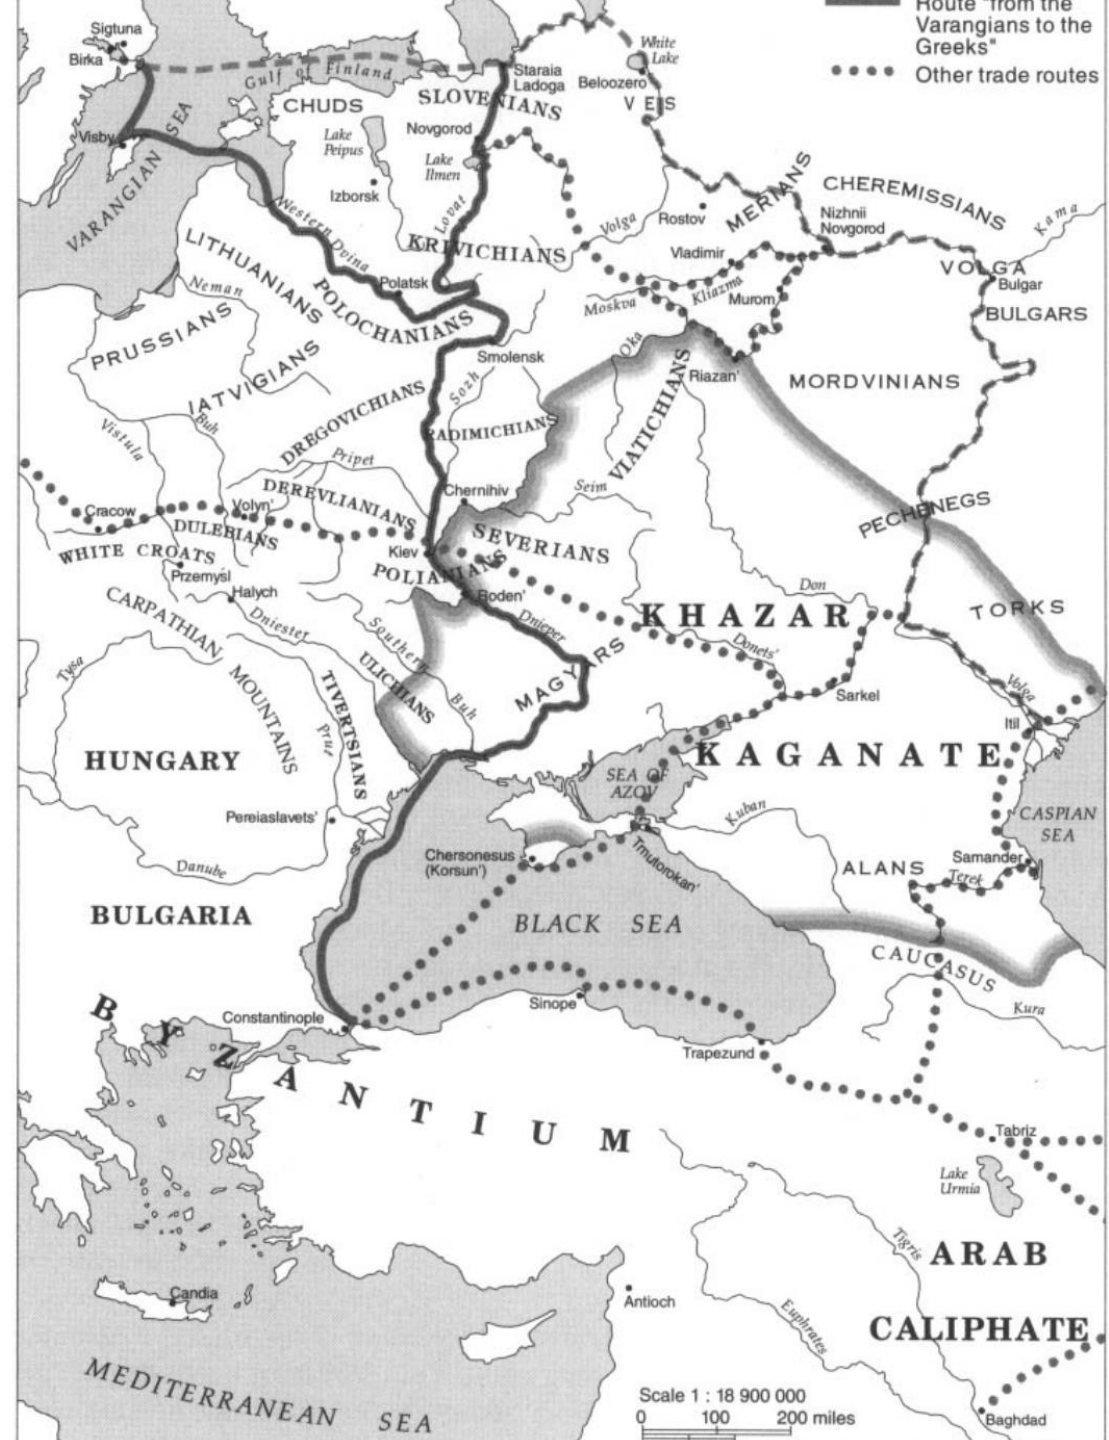 Route "from the
Varangians to the
Greeks"
Other trade routes
Sigtuna
Birka
Gulf of Finland
White
Lake
Staraia
Ladoga
Beloozero
VEIS
CHUDS
SLOVENIANS
Visby
VARANGIAN SEA
Lake
Peipus
Novgorod
Lake
Ilmen
Izborsk
Lovat
Western Dvina
KRIVICHIANS
Volga
Rostov
MERIANS
CHEREMISSIANS
Nizhnii
Novgorod
Kama
Vladimir
VOLGA
Bulgar
BULGARS
LITHUANIANS
Neman
Polatsk
POLOCHANIANS
Moskva
Kliazma
Murom
PRUSSIANS
IATVIGIANS
Smolensk
Oka
Riazan'
MORDVINIANS
Sozh
Vistula
Buh
DREGOVICHIANS
RADIMICHIANS
VIATICHIANS
Pripet
Chernihiv
Seim
PECHENEGS
Cracow
Volyn'
DEREVLIANIANS
DULEBIANS
SEVERIANS
WHITE CROATS
Kiev
POLIANIANS
Przemyśl
Halych
Roden'
Don
TORKS
CARPATHIAN
MOUNTAINS
Dniester
Southern
Buh
Dnieper
KHAZAR
Donets'
Tysa
TIVERTSIANS
ULICHIANS
MAGYARS
Sarkel
Volga
Itil
Prut
HUNGARY
KAGANATE
SEA OF
AZOV
CASPIAN
SEA
Pereiaslavets'
Kuban
Danube
Chersonesus
(Korsun')
Tmutorokan'
ALANS
Samander
Terek
BULGARIA
BLACK SEA
CAUCASUS
Sinope
Kura
Constantinople
BYZANTIUM
Trapezund
Tabriz
Lake
Urmia
Tigris
ARAB
Candia
Antioch
Euphrates
CALIPHATE
MEDITERRANEAN SEA
Scale 1 : 18 900 000
0 100 200 miles
Baghdad